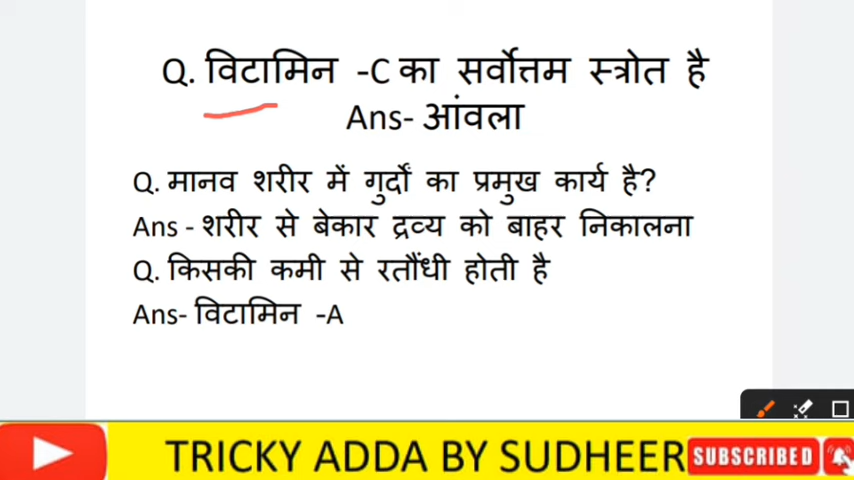 Q. विटामिन -C का सर्वोत्तम स्त्रोत है
Ans- आंवला
Q. मानव शरीर में गुर्दों का प्रमुख कार्य है?
Ans - शरीर से बेकार द्रव्य को बाहर निकालना
Q. किसकी कमी से रतौंधी होती है
Ans- विटामिन -A
TRICKY ADDA BY SUDHEER SUBSCRIBED